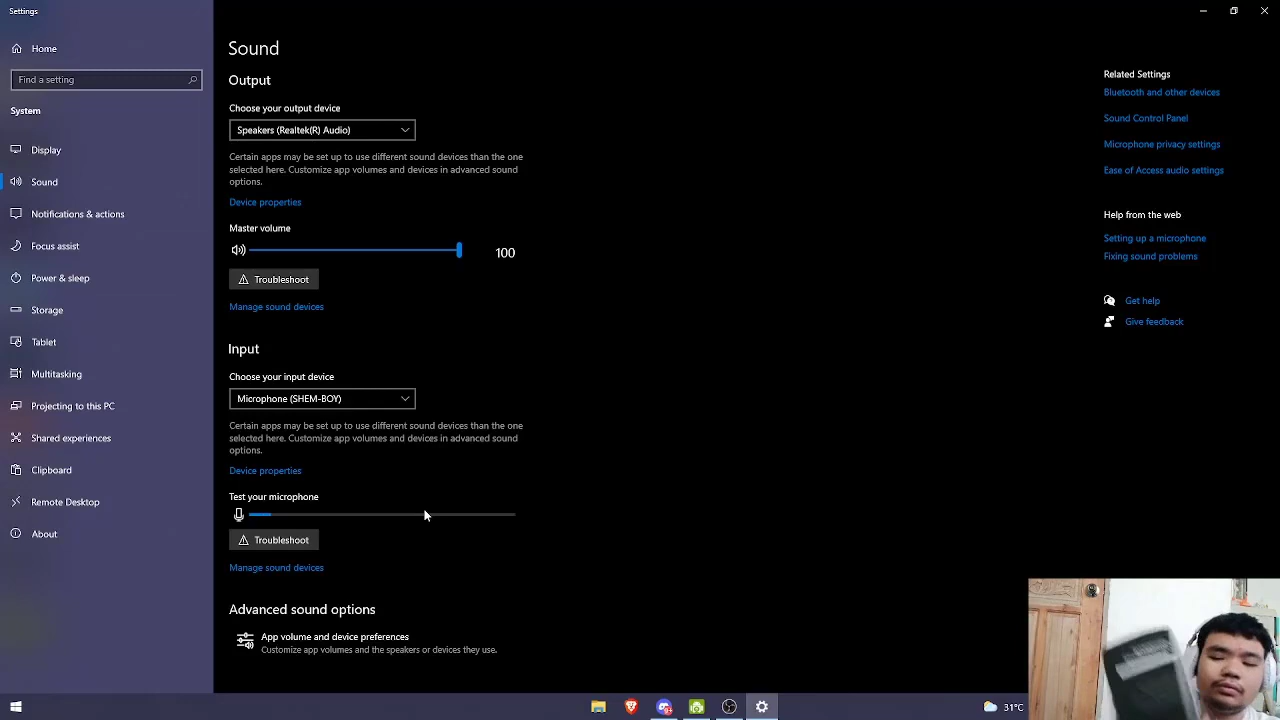 Settings
Home
Find a setting
System
Display
Sound
Notifications & actions
Focus assist
Power & sleep
Storage
Tablet
Multitasking
Projecting to this PC
Shared experiences
Clipboard
Remote Desktop
About
Sound
Output
Choose your output device
Speakers (Realtek(R) Audio)
Certain apps may be set up to use different sound devices than the one
selected here. Customize app volumes and devices in advanced sound
options.
Device properties
Master volume
100
Troubleshoot
Manage sound devices
Input
Choose your input device
Microphone (SHEM-BOY)
Certain apps may be set up to use different sound devices than the one
selected here. Customize app volumes and devices in advanced sound
options.
Device properties
Test your microphone
Troubleshoot
Manage sound devices
Advanced sound options
App volume and device preferences
Customize app volumes and the speakers or devices they use.
Related Settings
Bluetooth and other devices
Sound Control Panel
Microphone privacy settings
Ease of Access audio settings
Help from the web
Setting up a microphone
Fixing sound problems
Get help
Give feedback
31°C